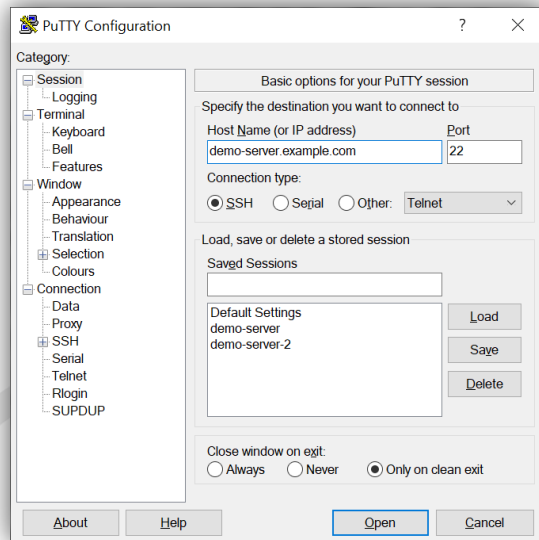 PuTTY Configuration
?
Category:
Session
Logging
Terminal
Keyboard
Bell
Features
Window
Appearance
Behaviour
Translation
Selection
Colours
Connection
Data
Proxy
SSH
Serial
Telnet
Rlogin
SUPDUP
Basic options for your PuTTY session
Specify the destination you want to connect to
Host Name (or IP address) Port
demo-server.example.com 22
Connection type:
SSH Serial Other: Telnet
Load, save or delete a stored session
Saved Sessions
Default Settings
demo-server
demo-server-2
Load
Save
Delete
Close window on exit:
Always Never Only on clean exit
About Help Open Cancel